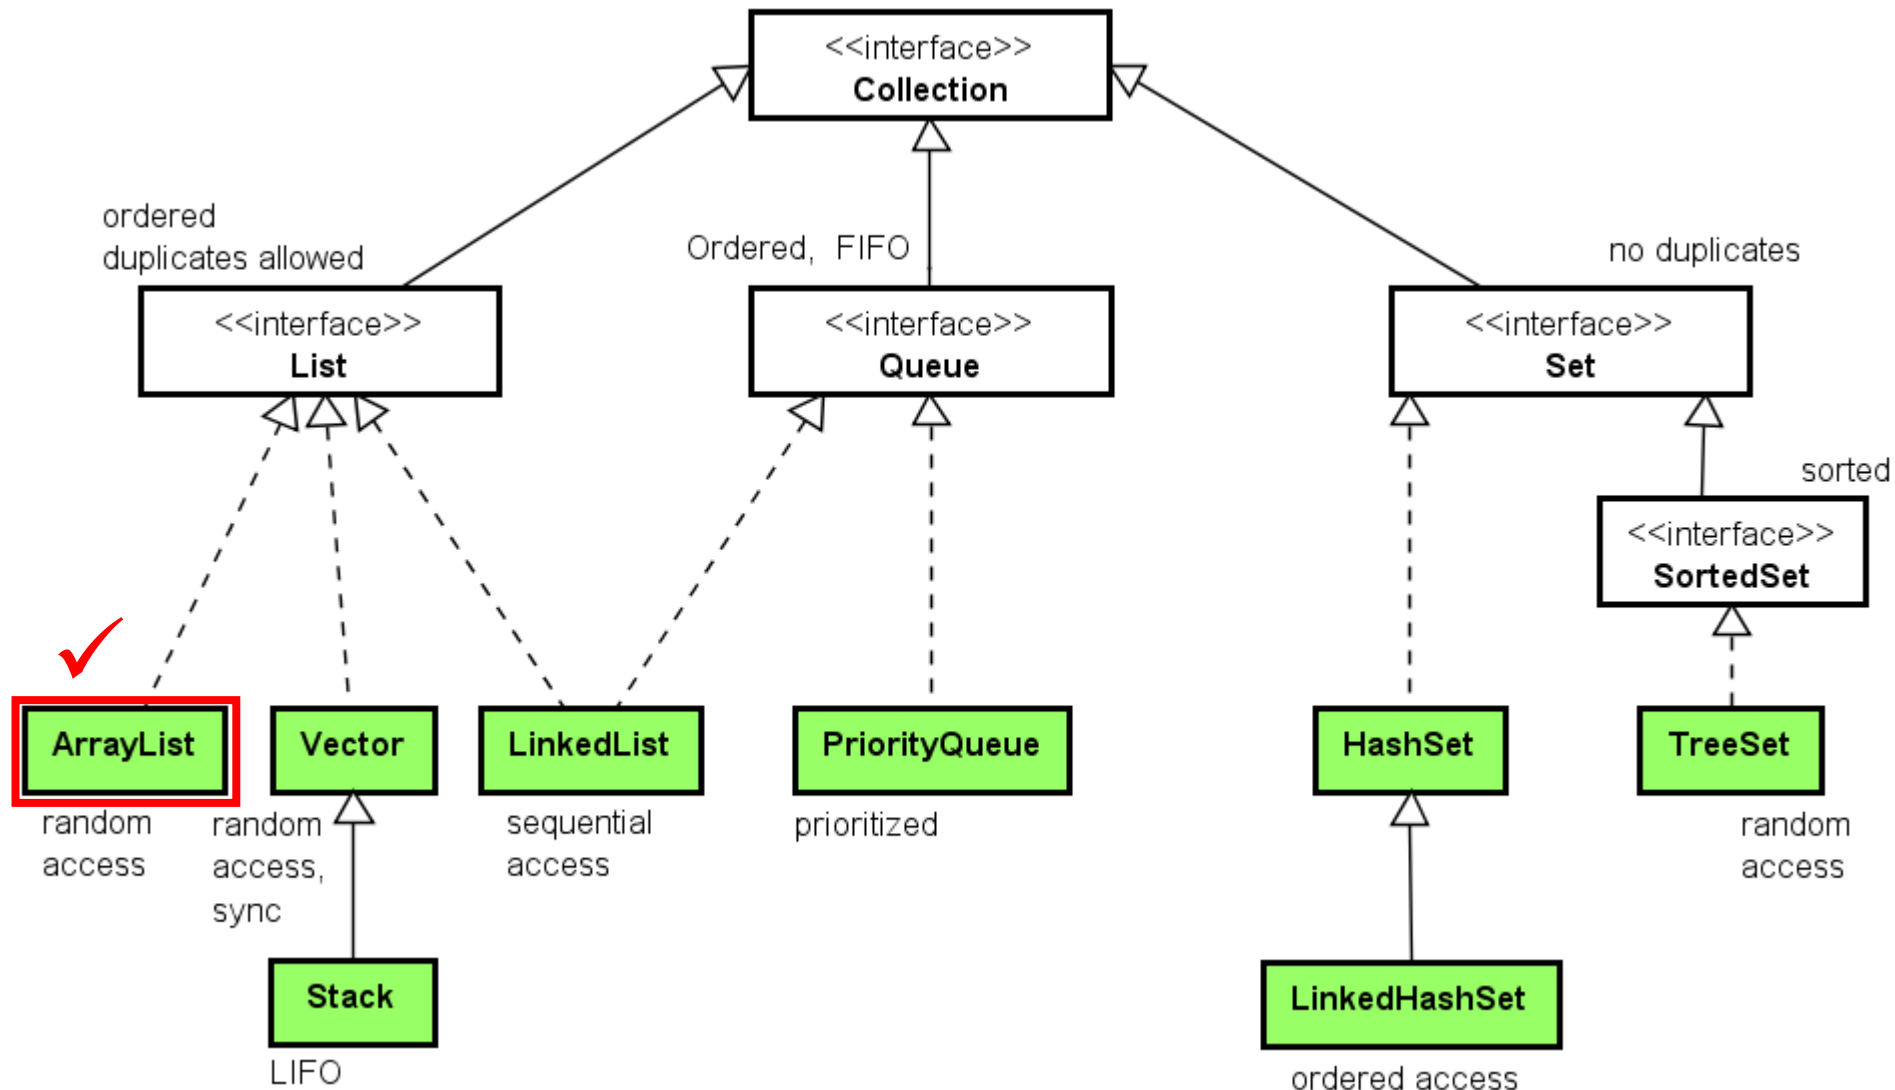 <<interface>>
Collection
ordered
duplicates allowed
Ordered, FIFO
no duplicates
<<interface>>
List
<<interface>>
Queue
<<interface>>
Set
sorted
<<interface>>
SortedSet
ArrayList
Vector
LinkedList
PriorityQueue
HashSet
TreeSet
random
access
random
access,
sync
sequential
access
prioritized
random
access
Stack
LinkedHashSet
LIFO
ordered access